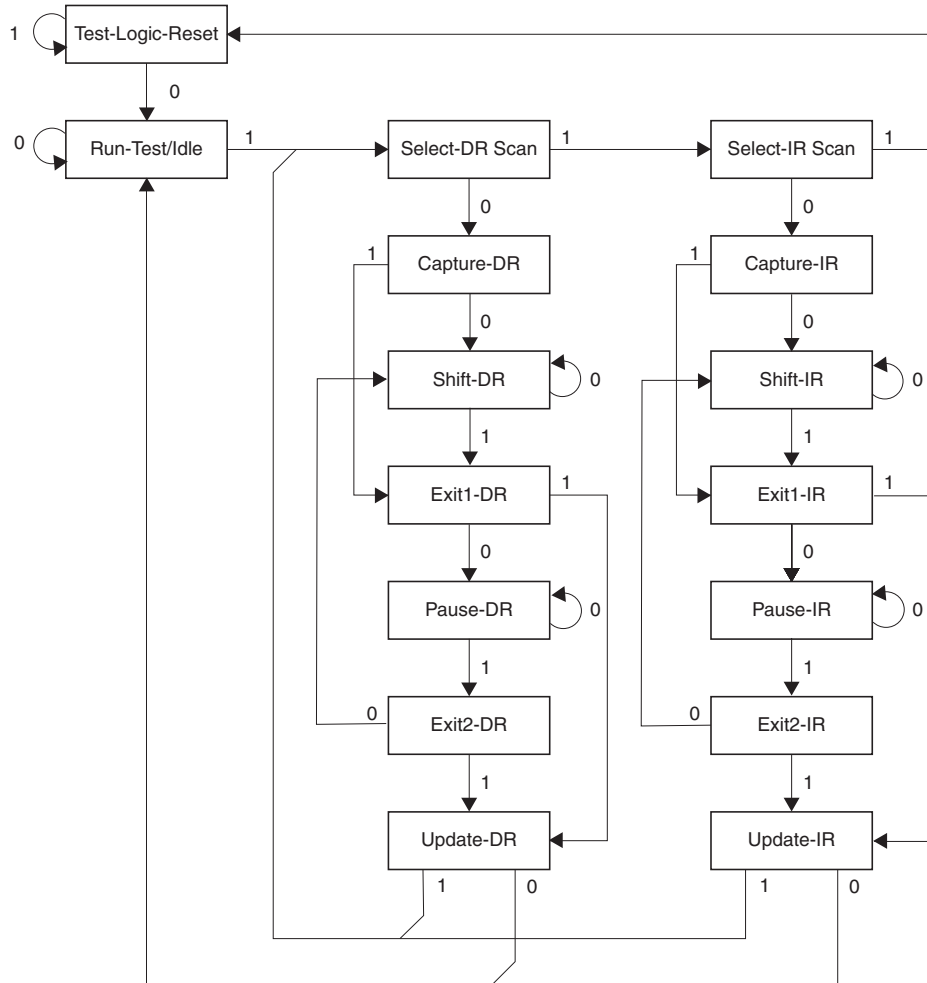 1 Test-Logic-Reset
0
0 Run-Test/Idle 1 Select-DR Scan 1 Select-IR Scan 1
0 0
1 Capture-DR 1 Capture-IR
0 0
Shift-DR 0 Shift-IR 0
1 1
Exit1-DR 1 Exit1-IR 1
0 0
Pause-DR 0 Pause-IR 0
1 1
0 Exit2-DR 0 Exit2-IR
1 1
Update-DR Update-IR
1 0 1 0